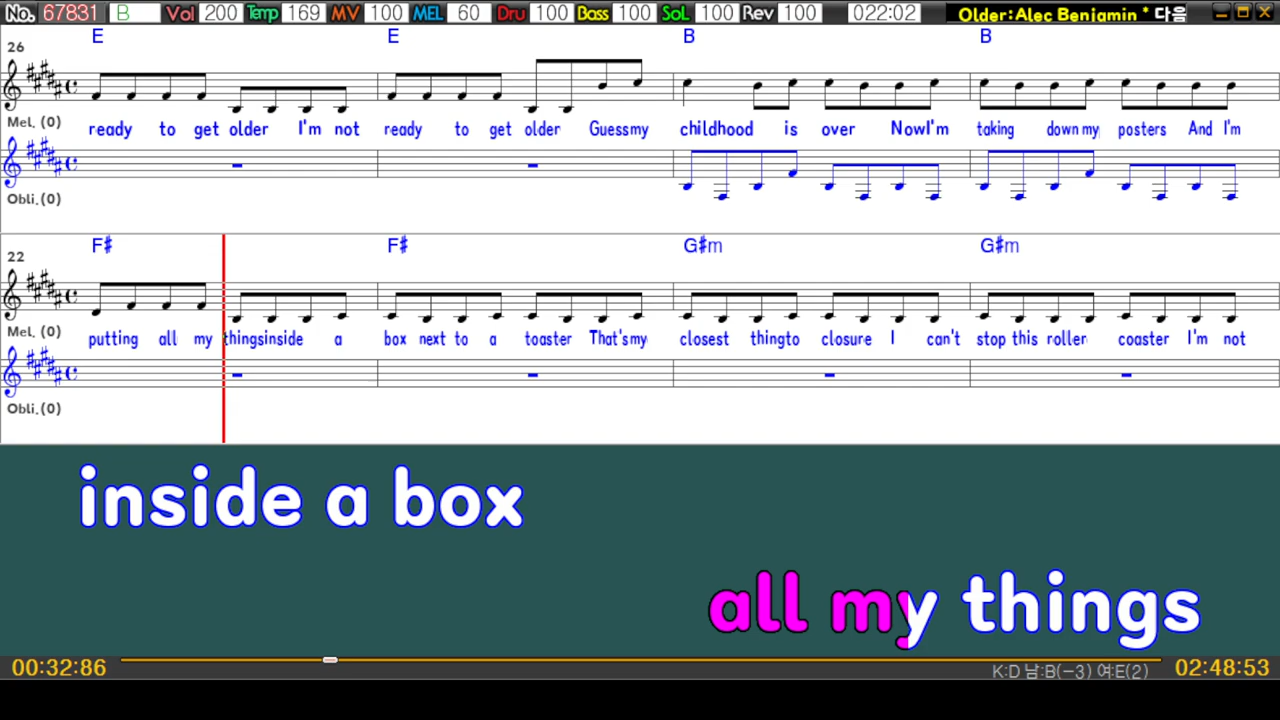 No. 67831 B Vol 200 Temp 169 MV 100 MEL 60 Dru 100 Bass 100 SoL 100 Rev 100 022:02 Older:Alec Benjamin * 다음
E E B B
26
Mel. (0) ready to get older I'm not ready to get older Guessmy childhood is over NowI'm taking down my posters And I'm
Obli.(0)
F♯ F♯ G♯m G♯m
22
Mel. (0) putting all my thingsinside a box next to a toaster That'smy closest thingto closure I can't stop this roller coaster I'm not
Obli.(0)
inside a box
all my things
00:32:86 K:D 남:B(-3) 여:E(2) 02:48:53